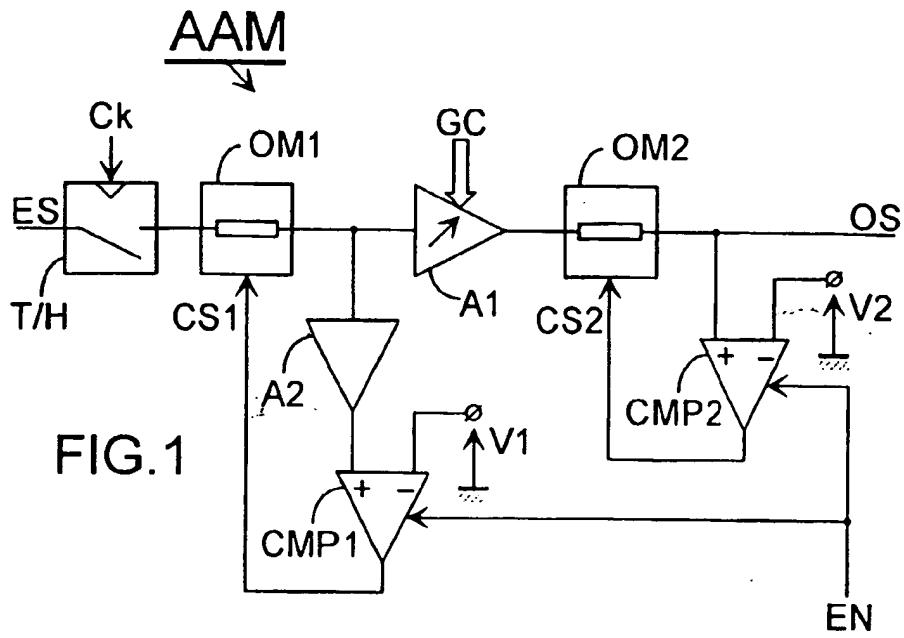 AAM
Ck
OM1
GC
OM2
ES
OS
T/H
CS1
A1
CS2
V2
A2
+ −
CMP2
FIG.1
V1
+ −
CMP1
EN